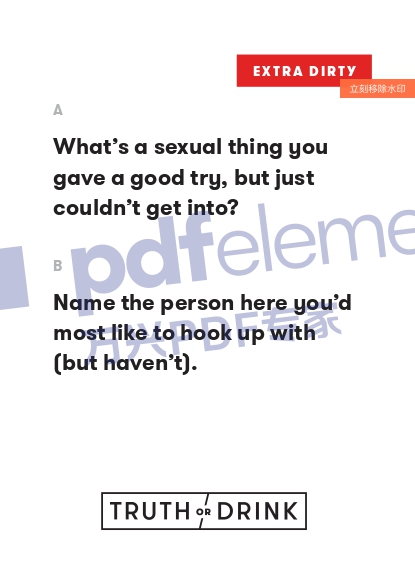 EXTRA DIRTY
立刻移除水印
A
What’s a sexual thing you
gave a good try, but just
couldn’t get into?
B
Name the person here you’d
most like to hook up with
(but haven’t).
pdfeleme
万兴PDF专家
TRUTH OR DRINK